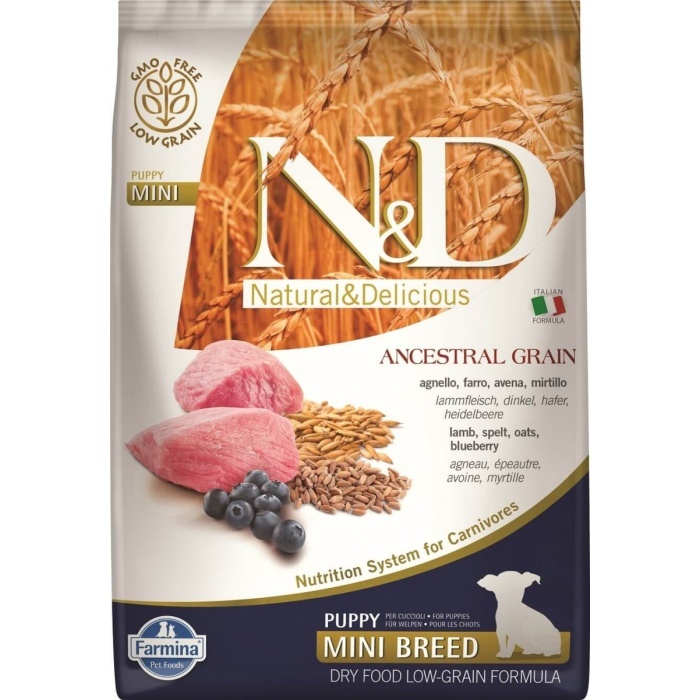 GMO FREE
LOW GRAIN
PUPPY
MINI
N&D
Natural&Delicious
ITALIAN
FORMULA
ANCESTRAL GRAIN
agnello, farro, avena, mirtillo
lammfleisch, dinkel, hafer,
heidelbeere
lamb, spelt, oats,
blueberry
agneau, épeautre,
avoine, myrtille
Nutrition System for Carnivores
PUPPY
PER CUCCIOLI • FOR PUPPIES
FÜR WELPEN • POUR LES CHIOTS
MINI BREED
DRY FOOD LOW-GRAIN FORMULA
Farmina
Pet Foods